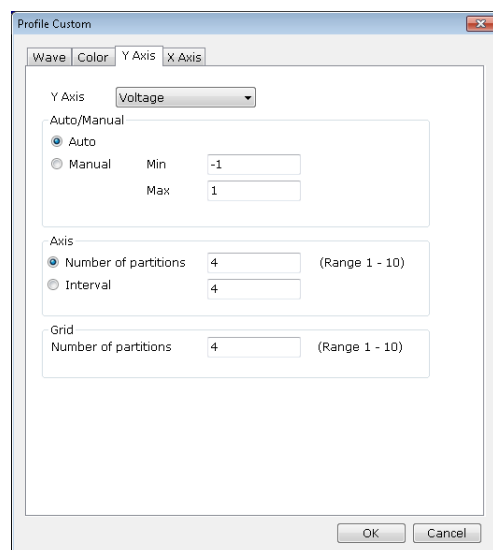 Profile Custom
Wave Color Y Axis X Axis
Y Axis Voltage
Auto/Manual
Auto
Manual Min -1
Max 1
Axis
Number of partitions 4 (Range 1 - 10)
Interval 4
Grid
Number of partitions 4 (Range 1 - 10)
OK Cancel